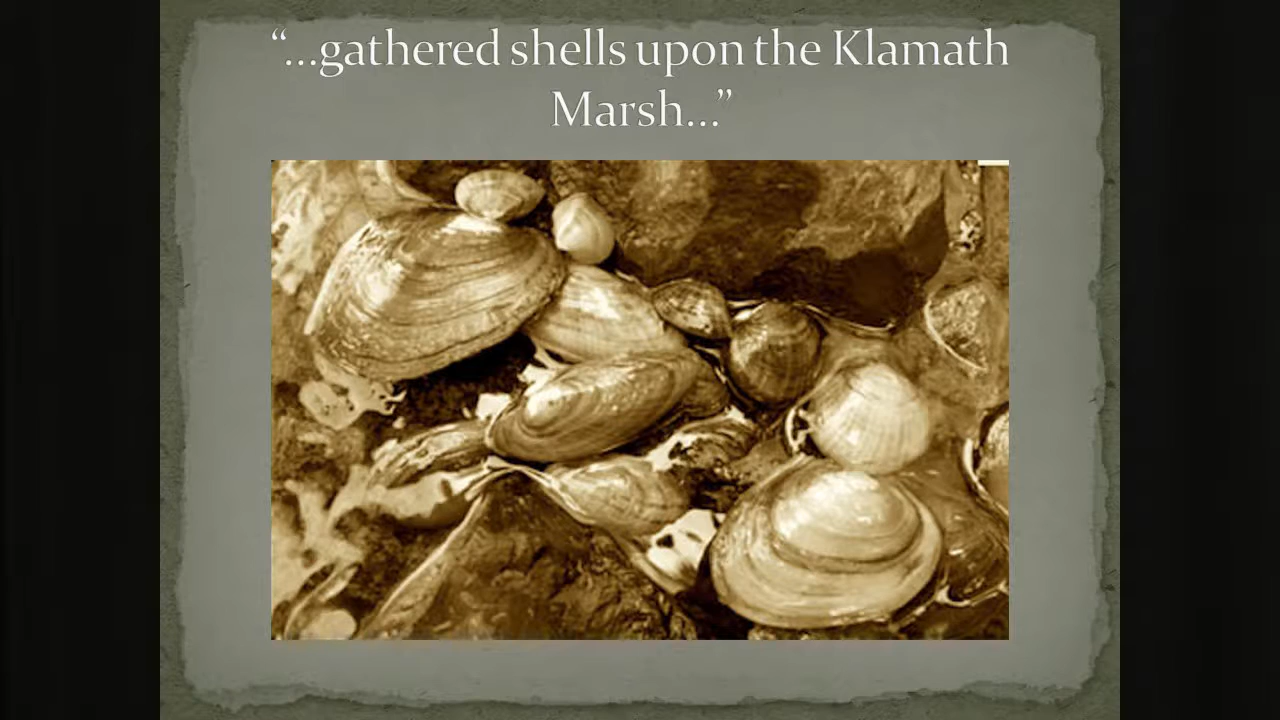 “...gathered shells upon the Klamath
Marsh...”